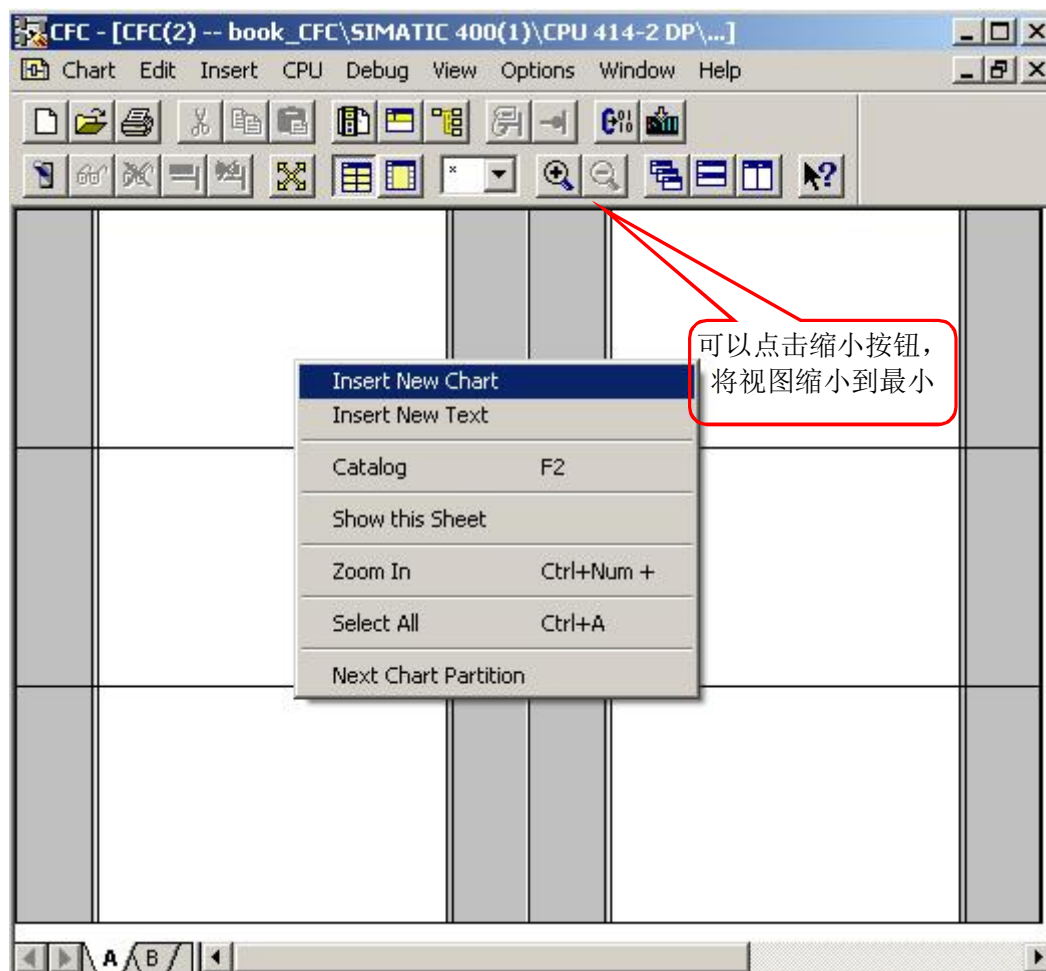 CFC - [CFC(2) -- book_CFC\SIMATIC 400(1)\CPU 414-2 DP\...]
Chart Edit Insert CPU Debug View Options Window Help
*
可以点击缩小按钮，
将视图缩小到最小
Insert New Chart
Insert New Text
Catalog F2
Show this Sheet
Zoom In Ctrl+Num +
Select All Ctrl+A
Next Chart Partition
A B